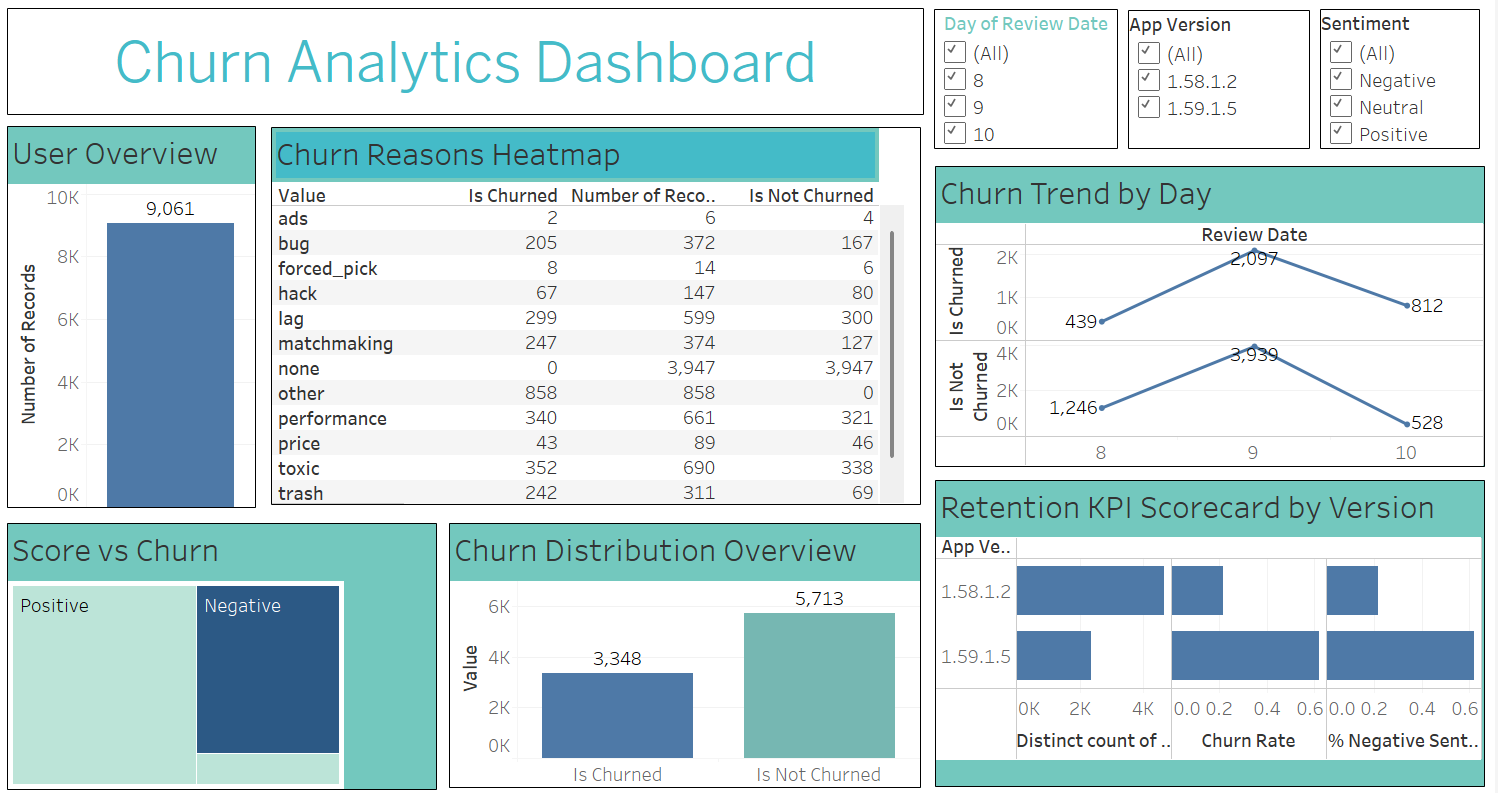 Churn Analytics Dashboard
Day of Review Date
(All)
8
9
10
App Version
(All)
1.58.1.2
1.59.1.5
Sentiment
(All)
Negative
Neutral
Positive
User Overview
10K
8K
6K
4K
2K
0K
Number of Records
9,061
Churn Reasons Heatmap
Value Is Churned Number of Reco.. Is Not Churned
ads 2 6 4
bug 205 372 167
forced_pick 8 14 6
hack 67 147 80
lag 299 599 300
matchmaking 247 374 127
none 0 3,947 3,947
other 858 858 0
performance 340 661 321
price 43 89 46
toxic 352 690 338
trash 242 311 69
Churn Trend by Day
Review Date
Is Churned
2K
1K
0K
439
2,097
812
Is Not
Churned
4K
2K
0K
1,246
3,939
528
8 9 10
Score vs Churn
Positive
Negative
Churn Distribution Overview
Value
6K
4K
2K
0K
3,348
5,713
Is Churned Is Not Churned
Retention KPI Scorecard by Version
App Ve..
1.58.1.2
1.59.1.5
0K 2K 4K 0.0 0.2 0.4 0.6 0.0 0.2 0.4 0.6
Distinct count of .. Churn Rate % Negative Sent..